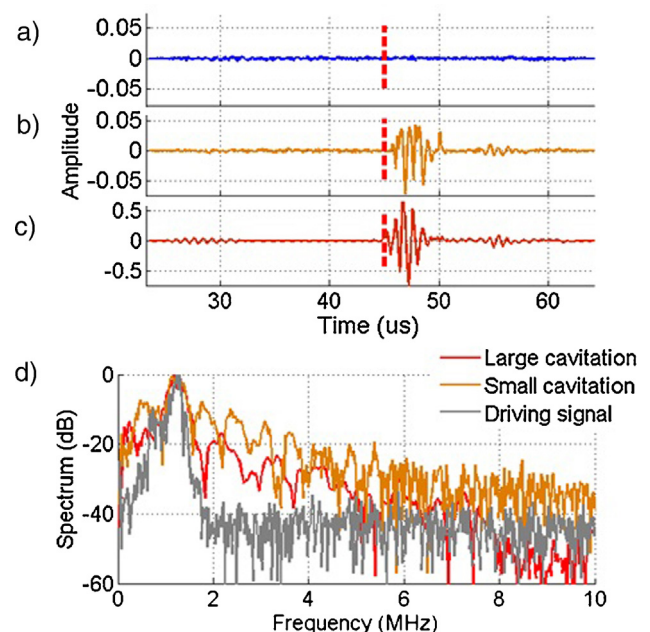 a)
0.05
0
-0.05
b)
0.05
0
-0.05
c)
0.5
0
-0.5
Amplitude
30 40 50 60
Time (us)
d)
Large cavitation
Small cavitation
Driving signal
0
-20
-40
-60
Spectrum (dB)
0 2 4 6 8 10
Frequency (MHz)